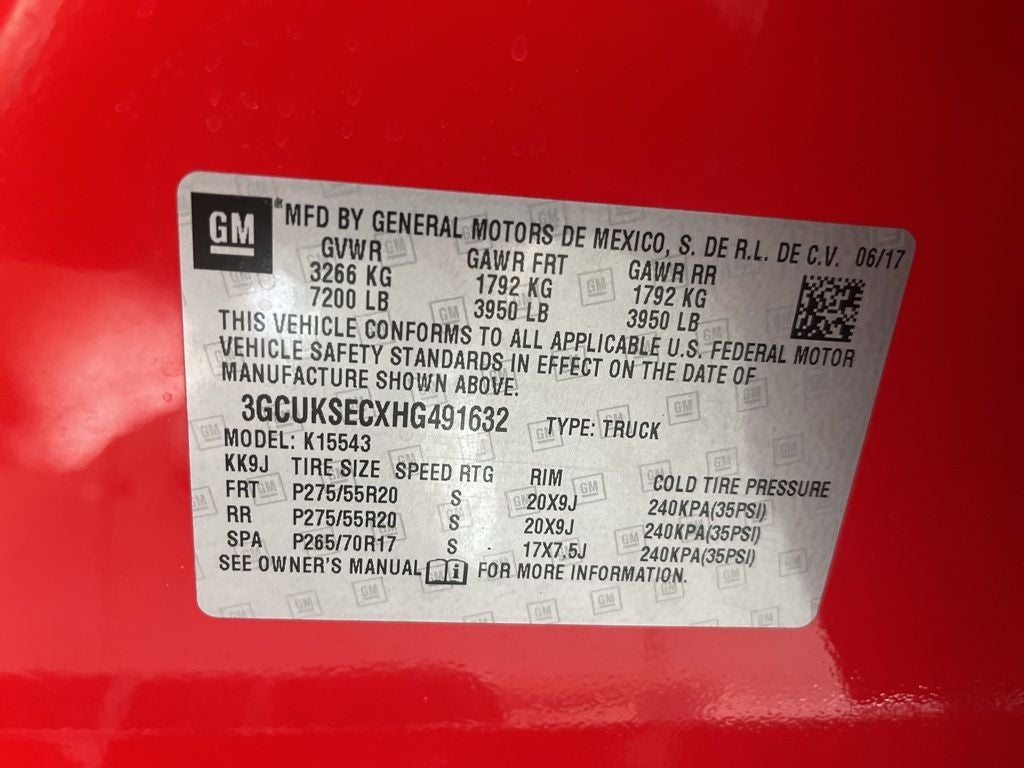 GM ® MFD BY GENERAL MOTORS DE MEXICO, S. DE R.L. DE C.V. 06/17
GVWR GAWR FRT GAWR RR
3266 KG 1792 KG 1792 KG
7200 LB 3950 LB 3950 LB
THIS VEHICLE CONFORMS TO ALL APPLICABLE U.S. FEDERAL MOTOR
VEHICLE SAFETY STANDARDS IN EFFECT ON THE DATE OF
MANUFACTURE SHOWN ABOVE.
3GCUKSECXHG491632 TYPE: TRUCK
MODEL: K15543
KK9J TIRE SIZE SPEED RTG RIM COLD TIRE PRESSURE
FRT P275/55R20 S 20X9J 240KPA(35PSI)
RR P275/55R20 S 20X9J 240KPA(35PSI)
SPA P265/70R17 S 17X7.5J 240KPA(35PSI)
SEE OWNER'S MANUAL i FOR MORE INFORMATION.